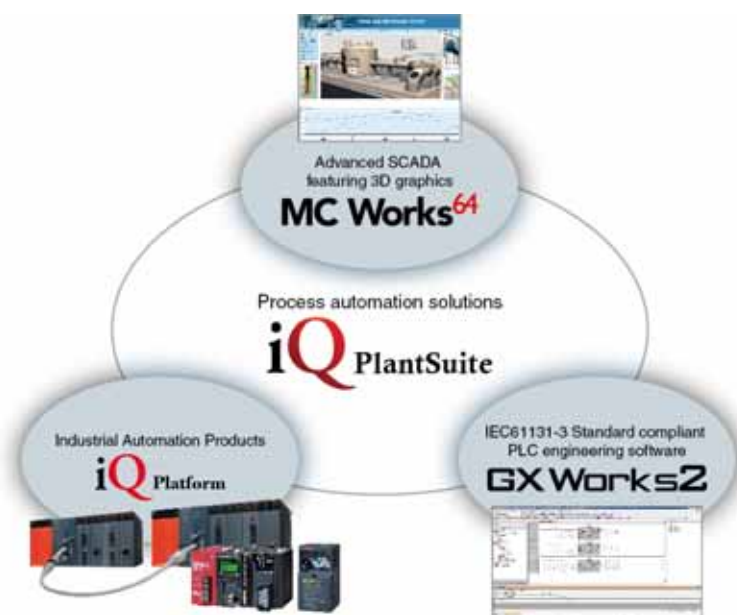 Advanced SCADA
featuring 3D graphics
MC Works64
Process automation solutions
iQ PlantSuite
Industrial Automation Products
iQ Platform
IEC61131-3 Standard compliant
PLC engineering software
GX Works2